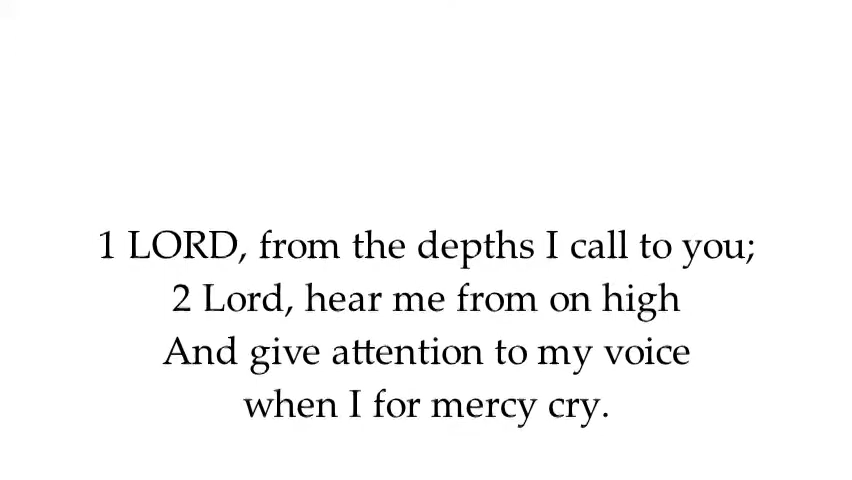 1 LORD, from the depths I call to you;
2 Lord, hear me from on high
And give attention to my voice
when I for mercy cry.